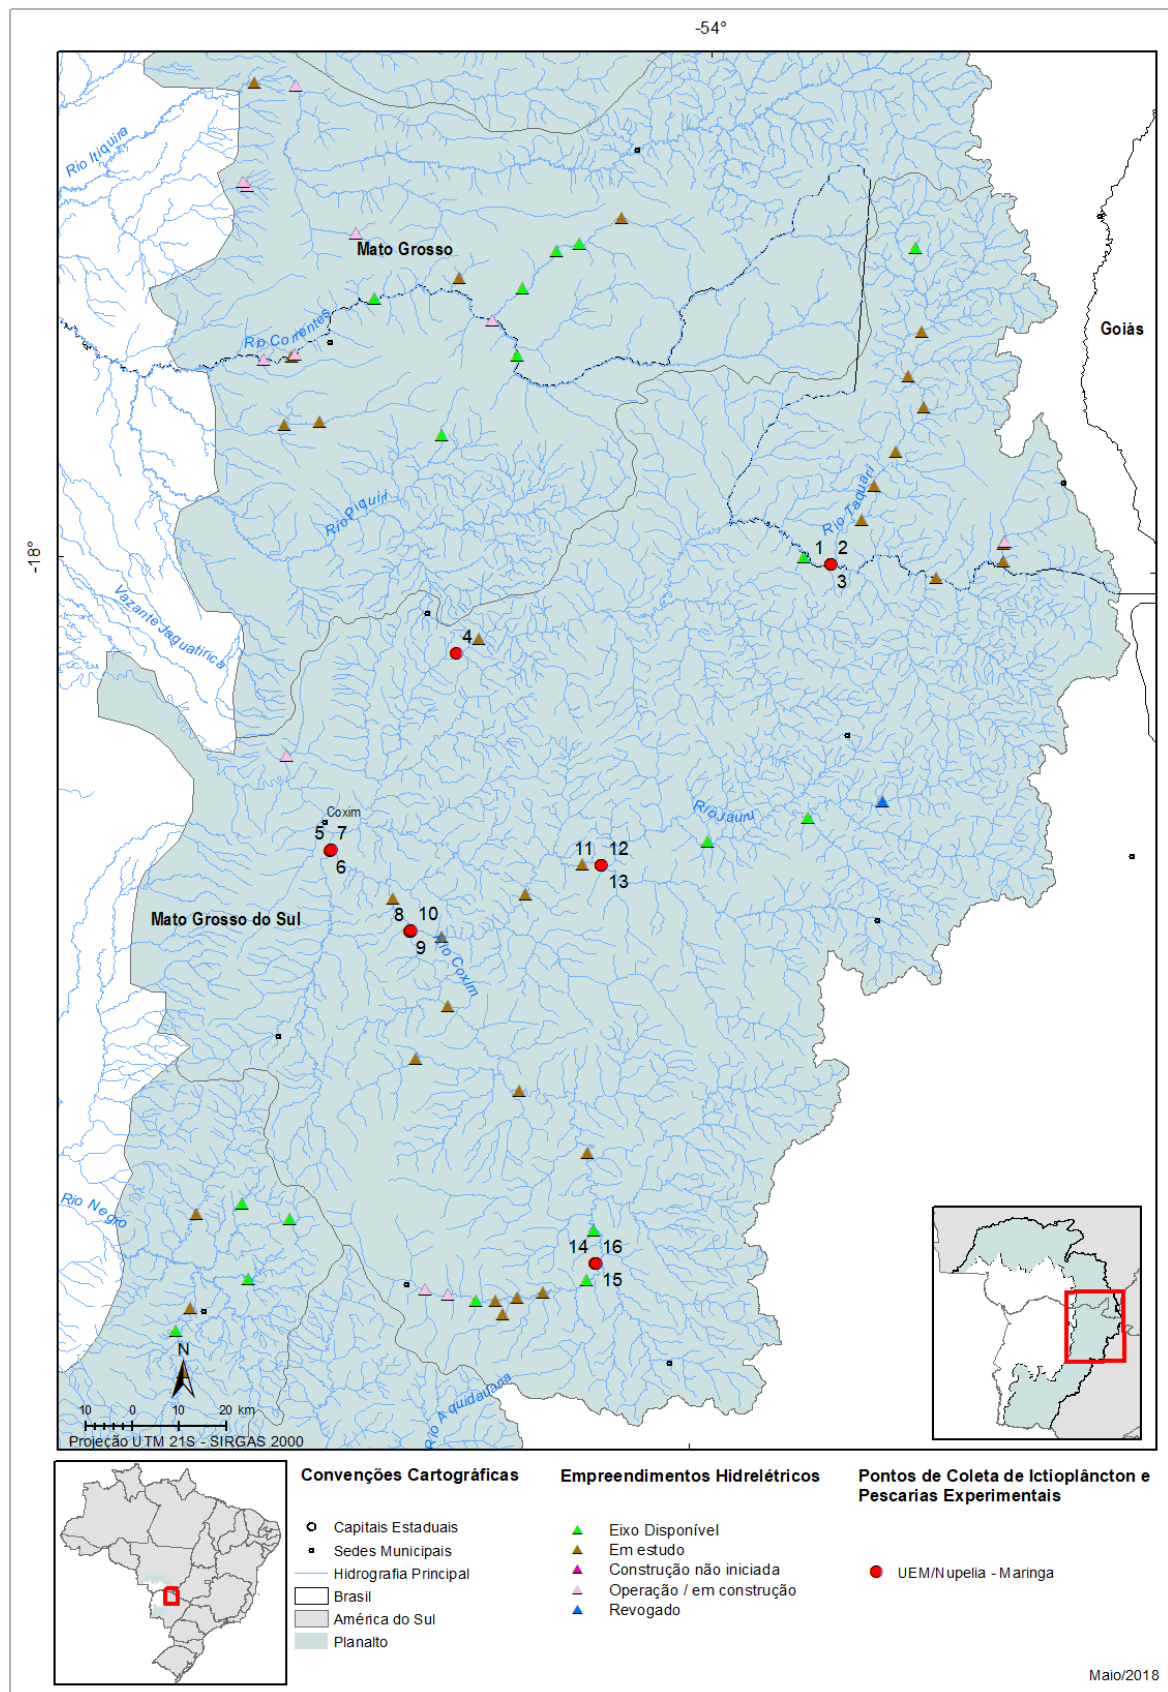 -54°
Rio Itiquira
Mato Grosso
Goiás
Rio Correntes
Rio Piquiri
Rio Taquari
-18°
1 2
3
Vazante Jaguatirica
4
Rio Jauru
Coxim
5 7
6
11 12
13
Mato Grosso do Sul
8 10
9
Rio Coxim
Rio Negro
14 16
15
N
Rio Aquidauana
10 0 10 20 km
Projeção UTM 21S - SIRGAS 2000
Convenções Cartográficas
Capitais Estaduais
Sedes Municipais
Hidrografia Principal
Brasil
América do Sul
Planalto
Empreendimentos Hidrelétricos
Eixo Disponível
Em estudo
Construção não iniciada
Operação / em construção
Revogado
Pontos de Coleta de Ictioplâncton e
Pescarias Experimentais
UEM/Nupelia - Maringa
Maio/2018